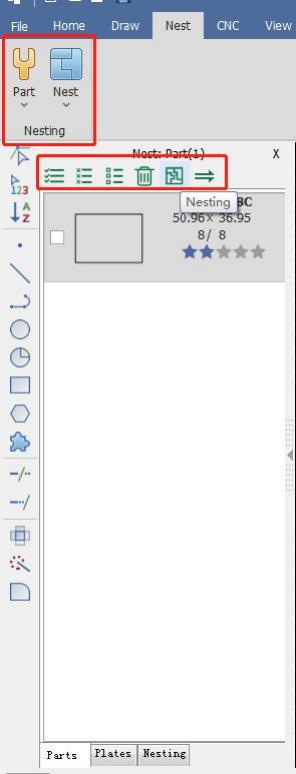 File Home Draw Nest CNC View
Part Nest
Nesting
Nest: Part(1) X
123
A
Z
Nesting BC
50.96× 36.95
8/ 8
Parts Plates Nesting